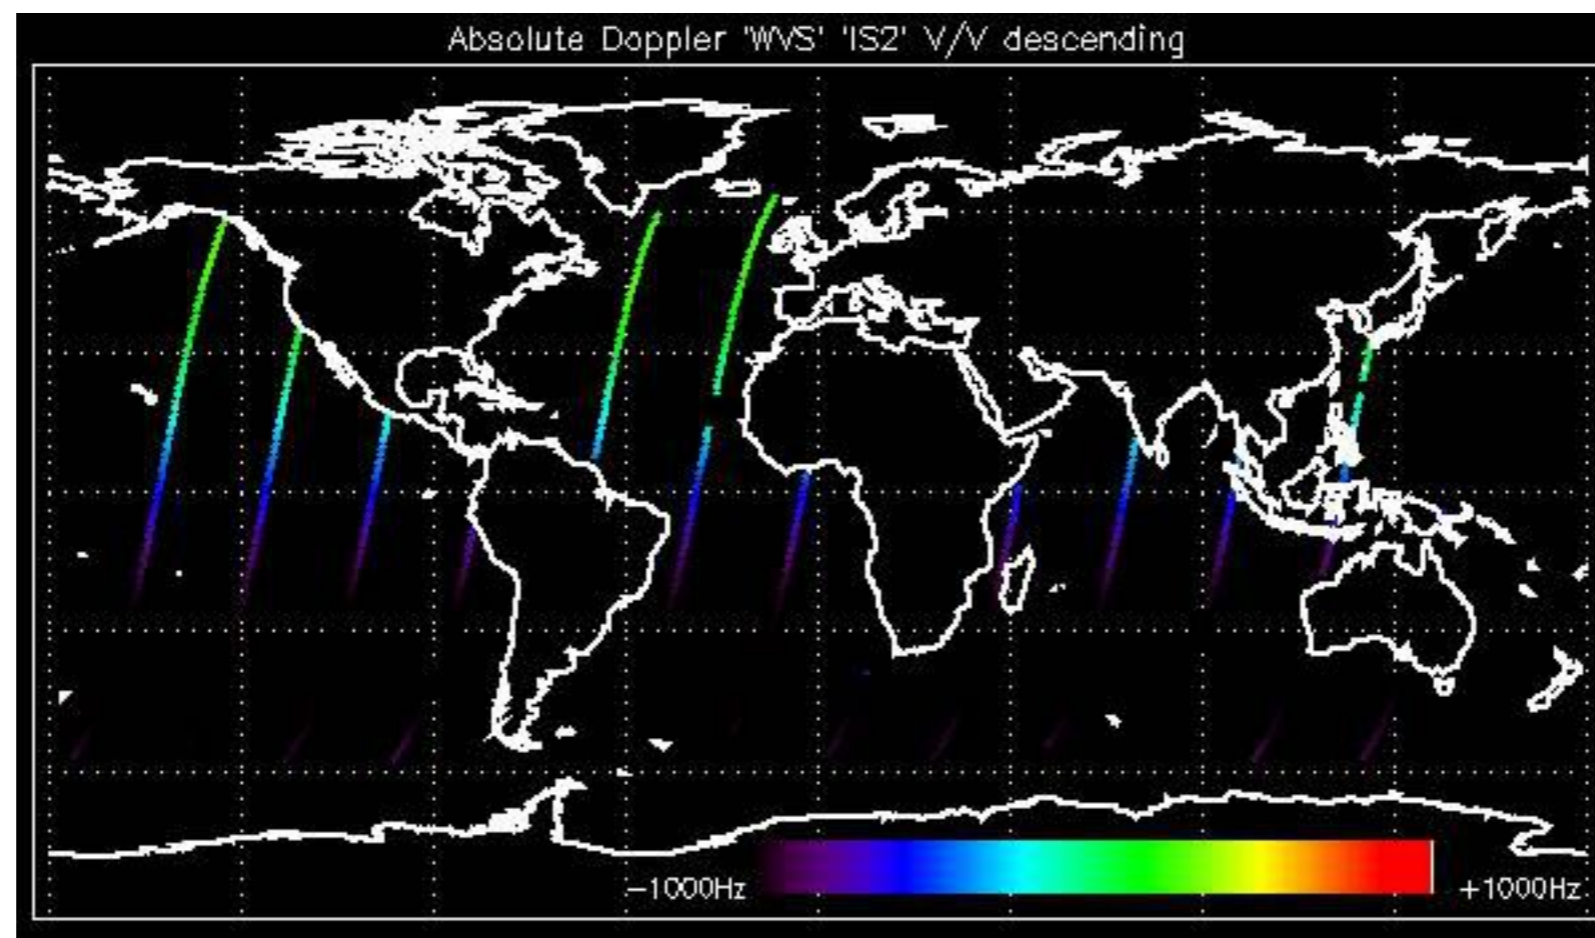 Absolute Doppler 'WVS' 'IS2' V/V descending
−1000Hz
+1000Hz